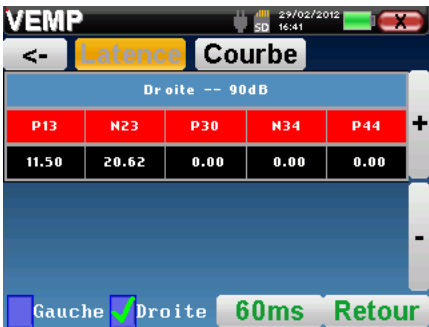 VEMP SD 29/02/2012 16:41 X
<- Latence Courbe
Droite -- 90dB
P13 N23 P30 N34 P44 +
11.50 20.62 0.00 0.00 0.00
-
Gauche Droite 60ms Retour